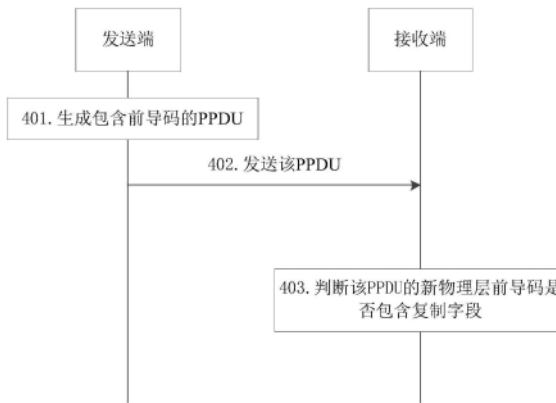 发送端
接收端
401.生成包含前导码的PPDU
402.发送该PPDU
403.判断该PPDU的新物理层前导码是
否包含复制字段